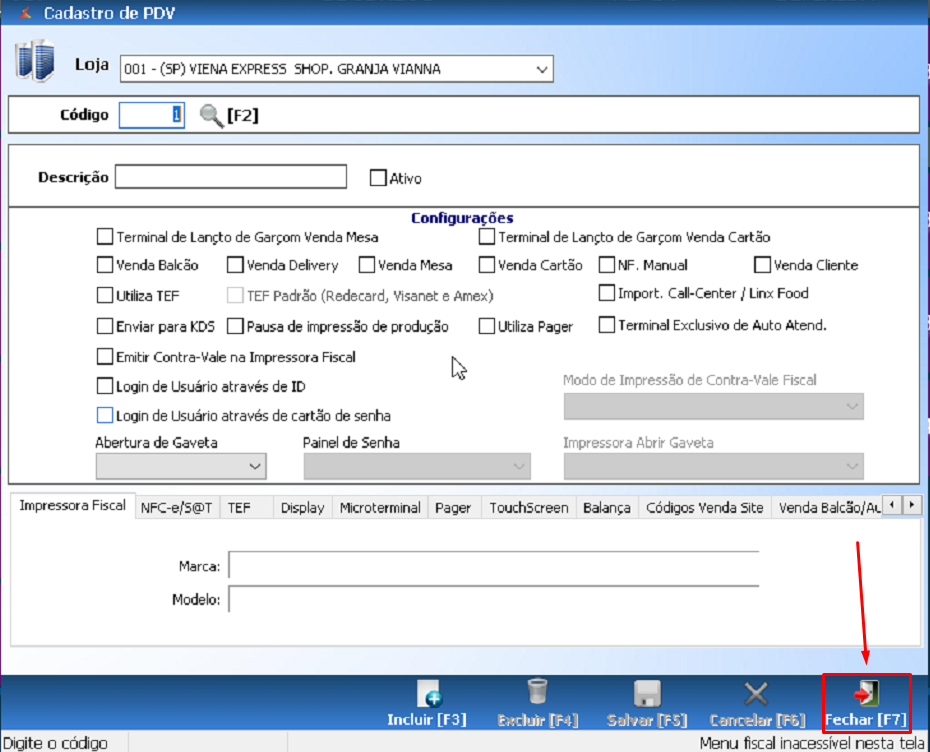 Cadastro de PDV
Loja 001 - (SP) VIENA EXPRESS SHOP. GRANJA VIANNA
Código 1 [F2]
Descrição Ativo
Configurações
Terminal de Lançto de Garçom Venda Mesa Terminal de Lançto de Garçom Venda Cartão
Venda Balcão Venda Delivery Venda Mesa Venda Cartão NF. Manual Venda Cliente
Utiliza TEF TEF Padrão (Redecard, Visanet e Amex) Import. Call-Center / Linx Food
Enviar para KDS Pausa de impressão de produção Utiliza Pager Terminal Exclusivo de Auto Atend.
Emitir Contra-Vale na Impressora Fiscal
Login de Usuário através de ID Modo de Impressão de Contra-Vale Fiscal
Login de Usuário através de cartão de senha
Abertura de Gaveta Painel de Senha Impressora Abrir Gaveta
Impressora Fiscal NFC-e/S@T TEF Display Microterminal Pager TouchScreen Balança Códigos Venda Site Venda Balcão/Au
Marca:
Modelo:
Incluir [F3] Excluir [F4] Salvar [F5] Cancelar [F6] Fechar [F7]
Digite o código Menu fiscal inacessível nesta tela